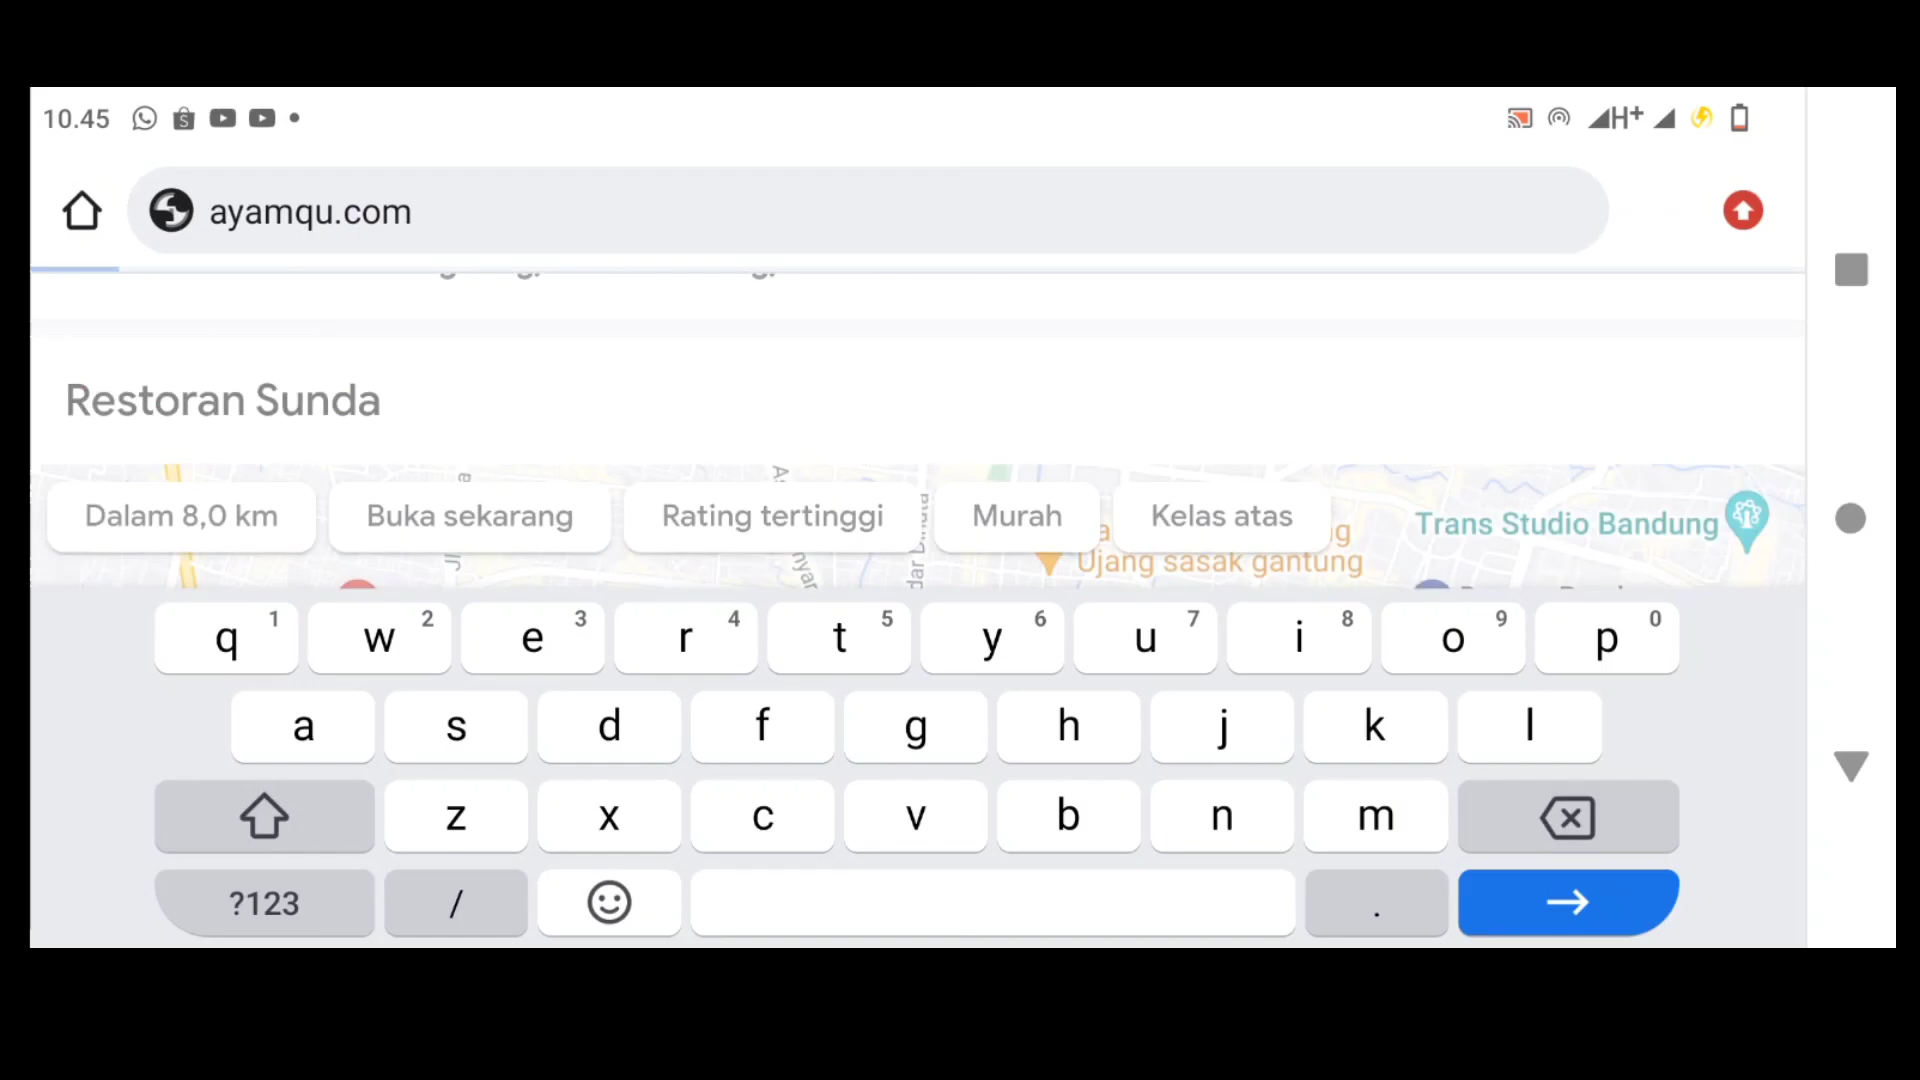 10.45 H+
ayamqu.com
Restoran Sunda
Dalam 8,0 km Buka sekarang Rating tertinggi Murah Kelas atas
Trans Studio Bandung
Ujang sasak gantung
q 1 w 2 e 3 r 4 t 5 y 6 u 7 i 8 o 9 p 0
a s d f g h j k l
z x c v b n m
?123 / .